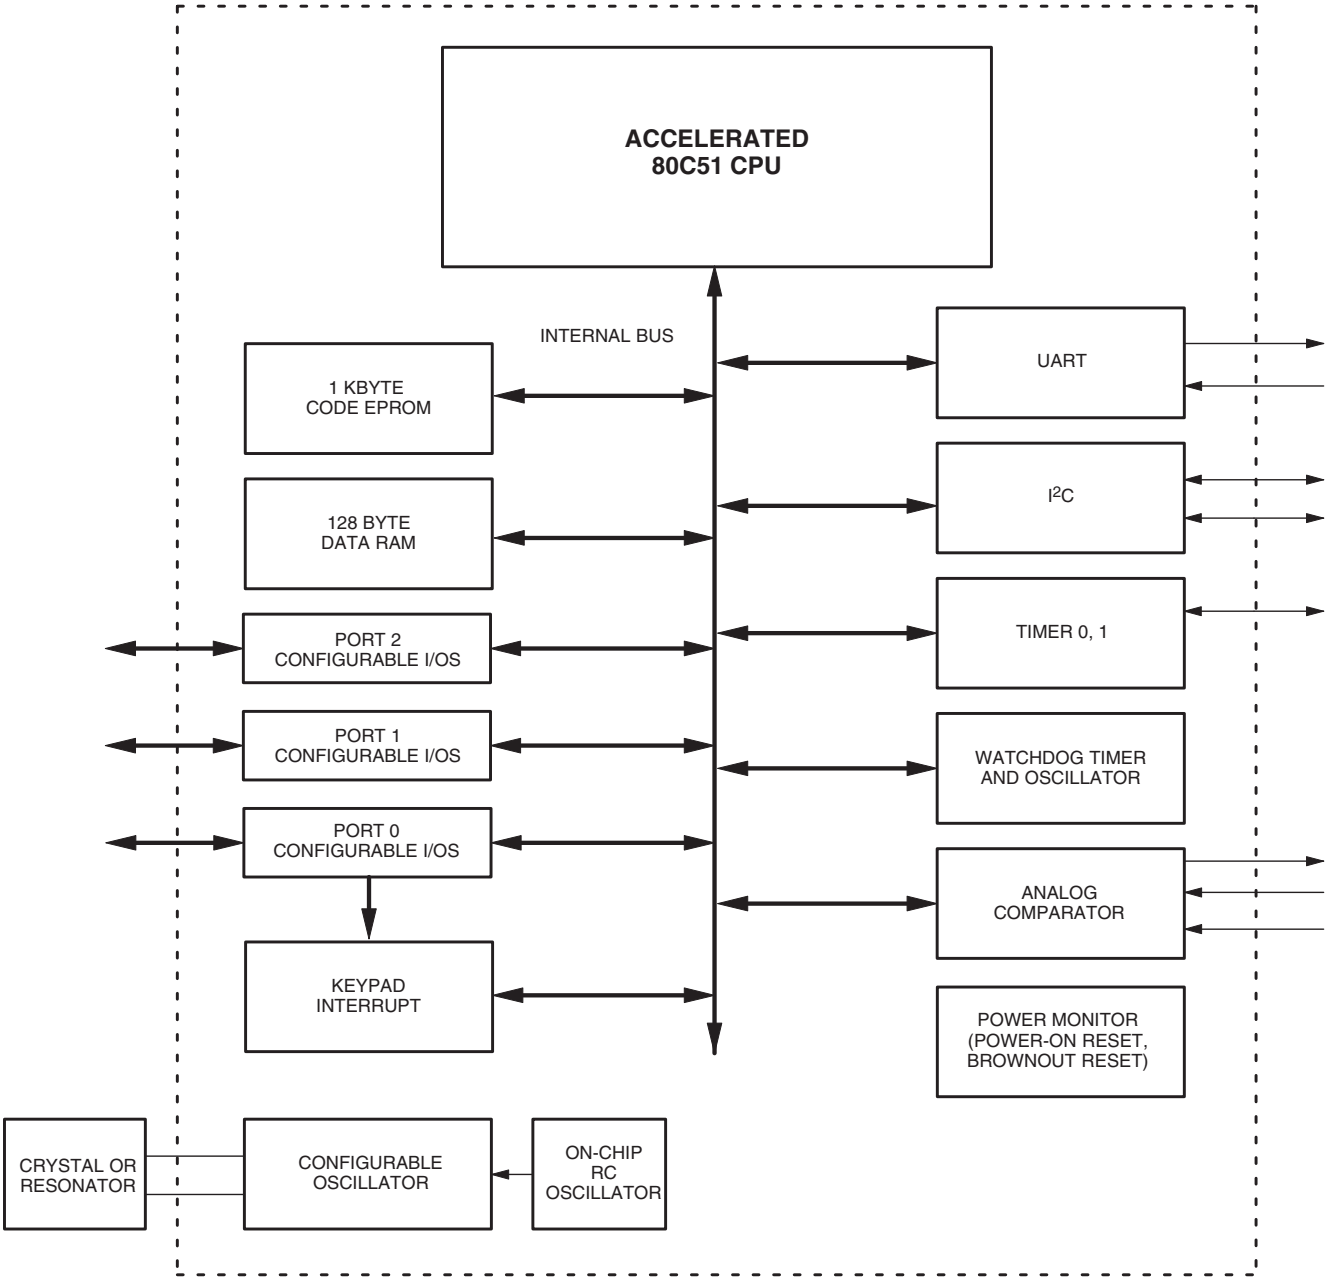 ACCELERATED
80C51 CPU
INTERNAL BUS
1 KBYTE
CODE EPROM
128 BYTE
DATA RAM
PORT 2
CONFIGURABLE I/OS
PORT 1
CONFIGURABLE I/OS
PORT 0
CONFIGURABLE I/OS
KEYPAD
INTERRUPT
UART
I²C
TIMER 0, 1
WATCHDOG TIMER
AND OSCILLATOR
ANALOG
COMPARATOR
POWER MONITOR
(POWER-ON RESET,
BROWNOUT RESET)
CRYSTAL OR
RESONATOR
CONFIGURABLE
OSCILLATOR
ON-CHIP
RC
OSCILLATOR